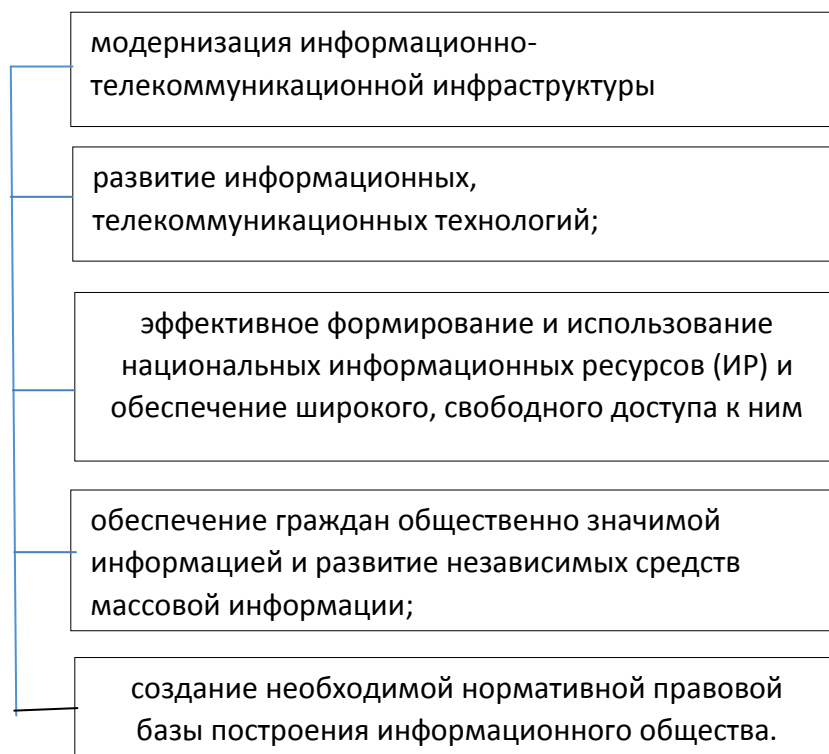 модернизация информационно-
телекоммуникационной инфраструктуры
развитие информационных,
телекоммуникационных технологий;
эффективное формирование и использование
национальных информационных ресурсов (ИР) и
обеспечение широкого, свободного доступа к ним
обеспечение граждан общественно значимой
информацией и развитие независимых средств
массовой информации;
создание необходимой нормативной правовой
базы построения информационного общества.